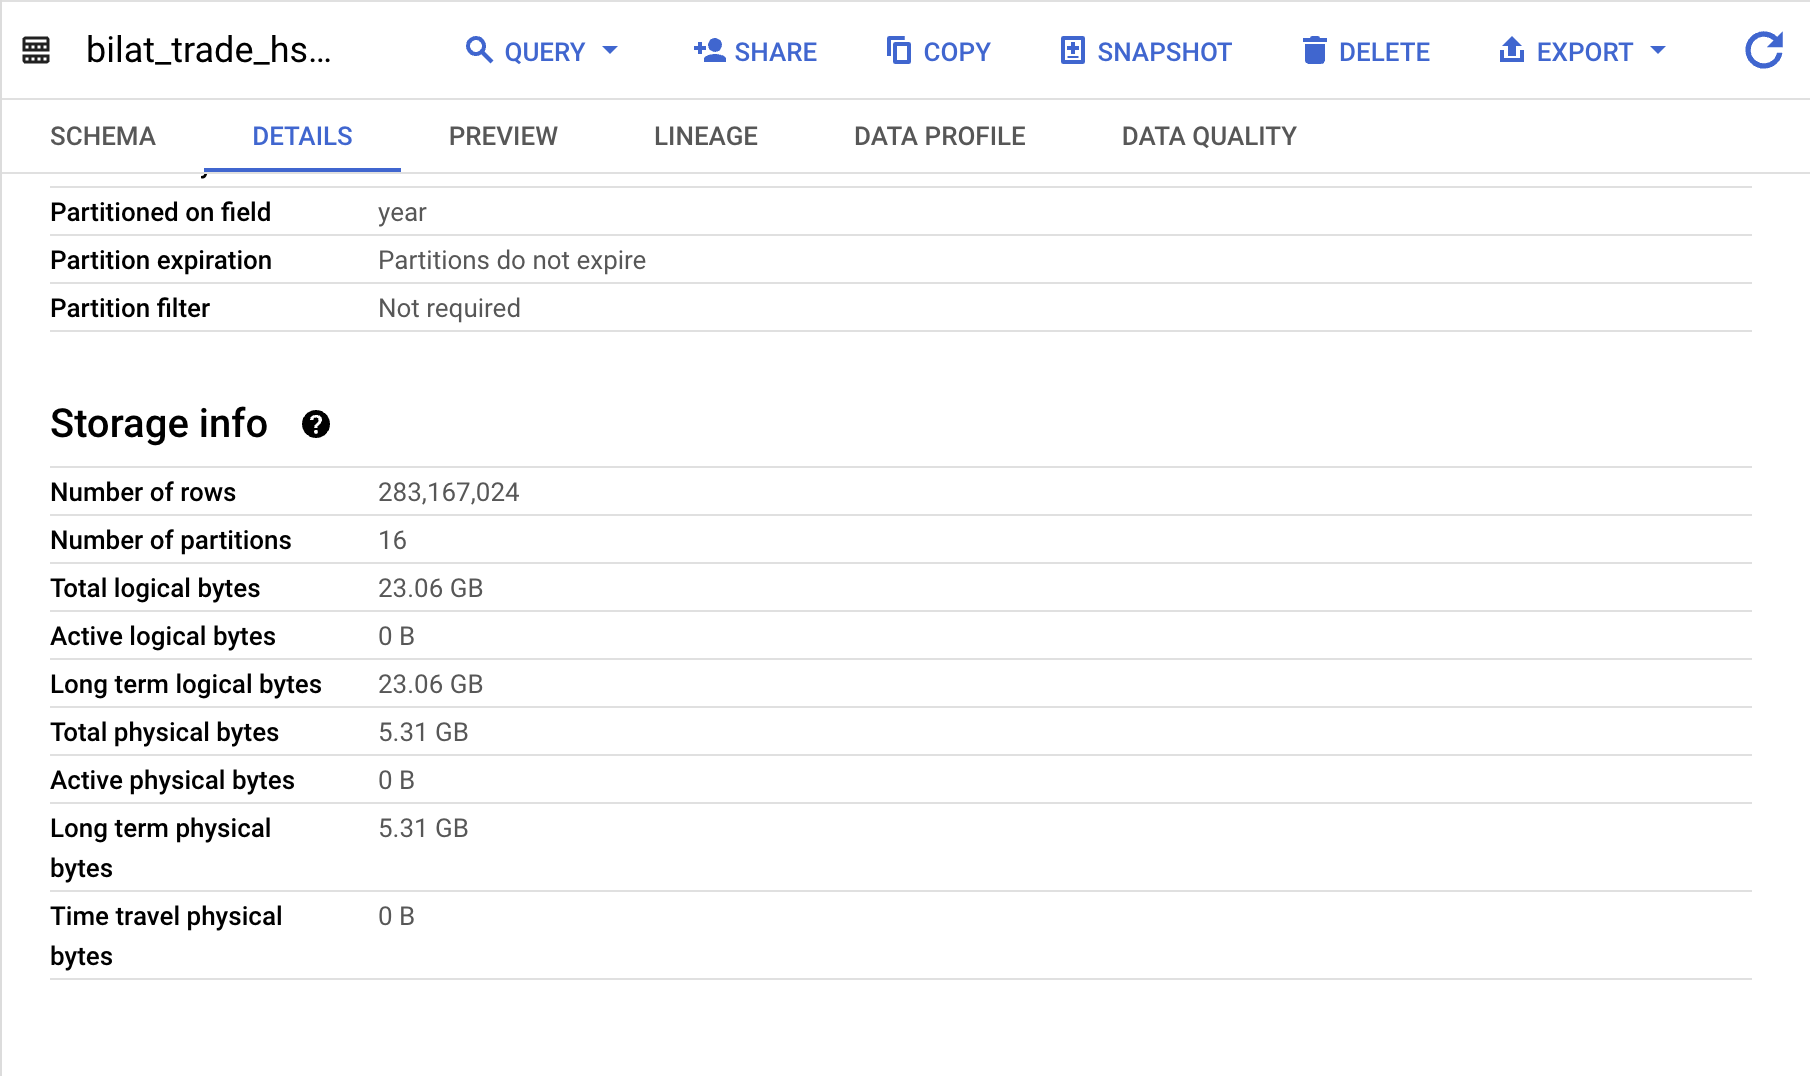 bilat_trade_hs...
QUERY
SHARE
COPY
SNAPSHOT
DELETE
EXPORT
SCHEMA
DETAILS
PREVIEW
LINEAGE
DATA PROFILE
DATA QUALITY
Partitioned on field year
Partition expiration Partitions do not expire
Partition filter Not required
Storage info
Number of rows 283,167,024
Number of partitions 16
Total logical bytes 23.06 GB
Active logical bytes 0 B
Long term logical bytes 23.06 GB
Total physical bytes 5.31 GB
Active physical bytes 0 B
Long term physical 5.31 GB
bytes
Time travel physical 0 B
bytes